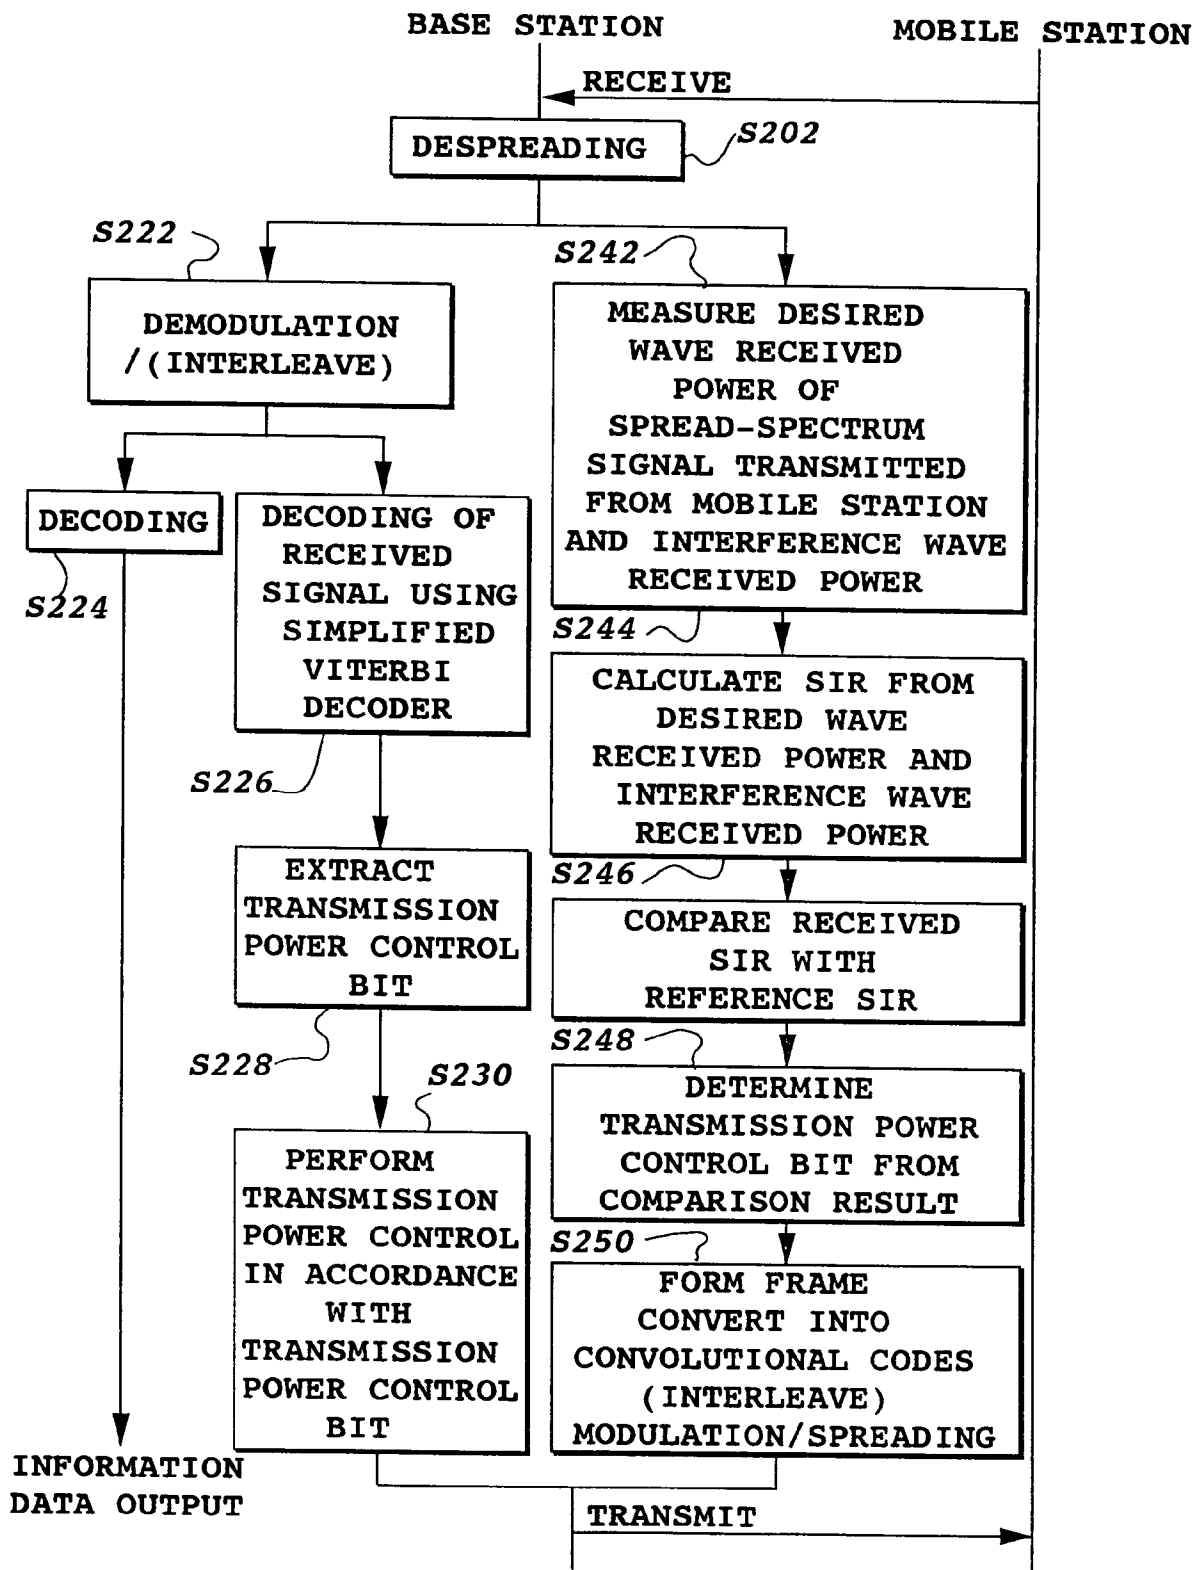 BASE STATION
MOBILE STATION
RECEIVE
DESPREADING
S202
S222
DEMODULATION
/(INTERLEAVE)
DECODING
S224
DECODING OF
RECEIVED
SIGNAL USING
SIMPLIFIED
VITERBI
DECODER
S226
EXTRACT
TRANSMISSION
POWER CONTROL
BIT
S228
S230
PERFORM
TRANSMISSION
POWER CONTROL
IN ACCORDANCE
WITH
TRANSMISSION
POWER CONTROL
BIT
S242
MEASURE DESIRED
WAVE RECEIVED
POWER OF
SPREAD-SPECTRUM
SIGNAL TRANSMITTED
FROM MOBILE STATION
AND INTERFERENCE WAVE
RECEIVED POWER
S244
CALCULATE SIR FROM
DESIRED WAVE
RECEIVED POWER AND
INTERFERENCE WAVE
RECEIVED POWER
S246
COMPARE RECEIVED
SIR WITH
REFERENCE SIR
S248
DETERMINE
TRANSMISSION POWER
CONTROL BIT FROM
COMPARISON RESULT
S250
FORM FRAME
CONVERT INTO
CONVOLUTIONAL CODES
(INTERLEAVE)
MODULATION/SPREADING
INFORMATION
DATA OUTPUT
TRANSMIT